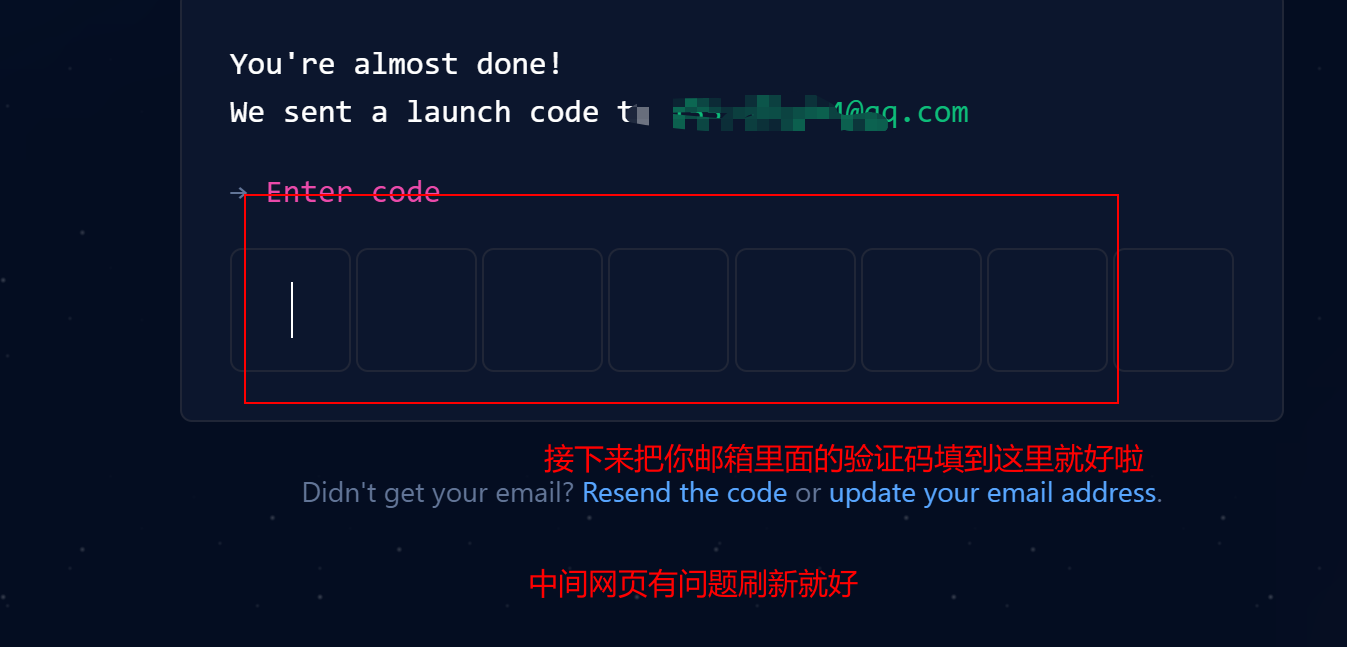 You're almost done!
We sent a launch code 4@qq.com
→ Enter code
接下来把你邮箱里面的验证码填到这里就好啦
Didn't get your email? Resend the code or update your email address.
中间网页有问题刷新就好